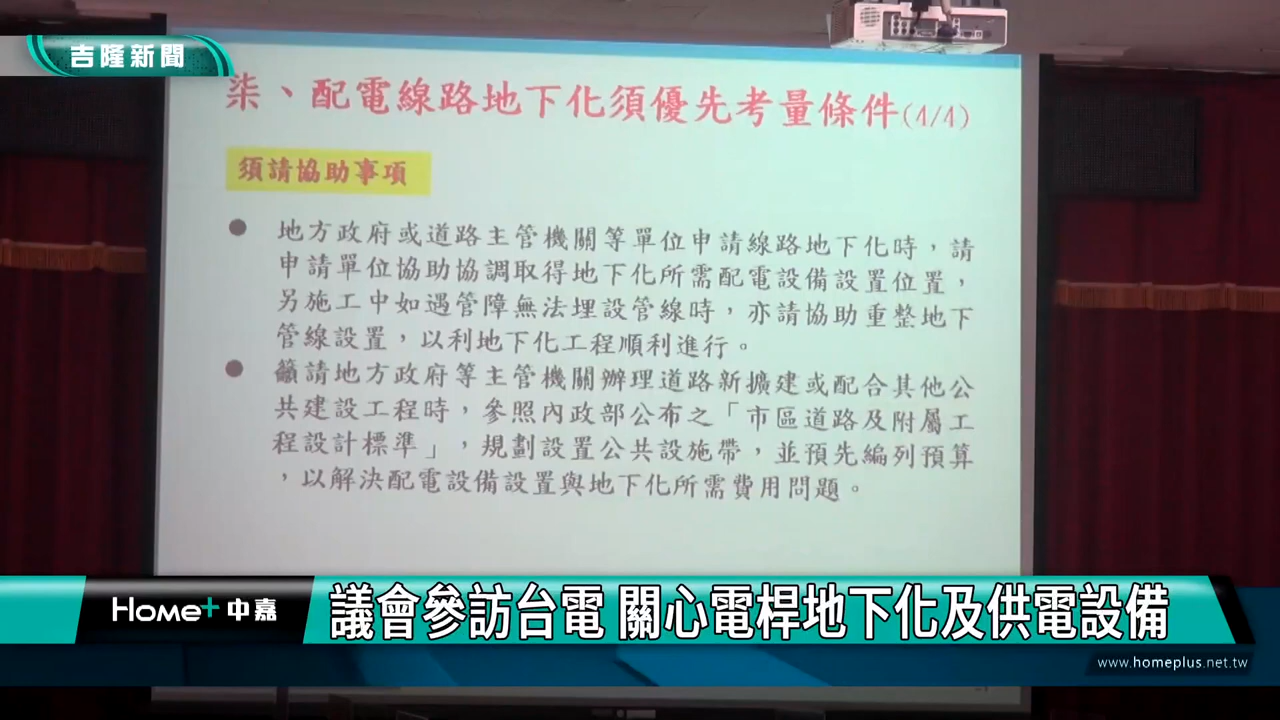 吉隆新聞
柒、配電線路地下化須優先考量條件(4/4)
須請協助事項
● 地方政府或道路主管機關等單位申請線路地下化時，請
申請單位協助協調取得地下化所需配電設備設置位置，
另施工中如遇管障無法埋設管線時，亦請協助重整地下
管線設置，以利地下化工程順利進行。
● 籲請地方政府等主管機關辦理道路新擴建或配合其他公
共建設工程時，參照內政部公布之「市區道路及附屬工
程設計標準」，規劃設置公共設施帶，並預先編列預算
，以解決配電設備設置與地下化所需費用問題。
Home+中嘉
議會參訪台電 關心電桿地下化及供電設備
www.homeplus.net.tw